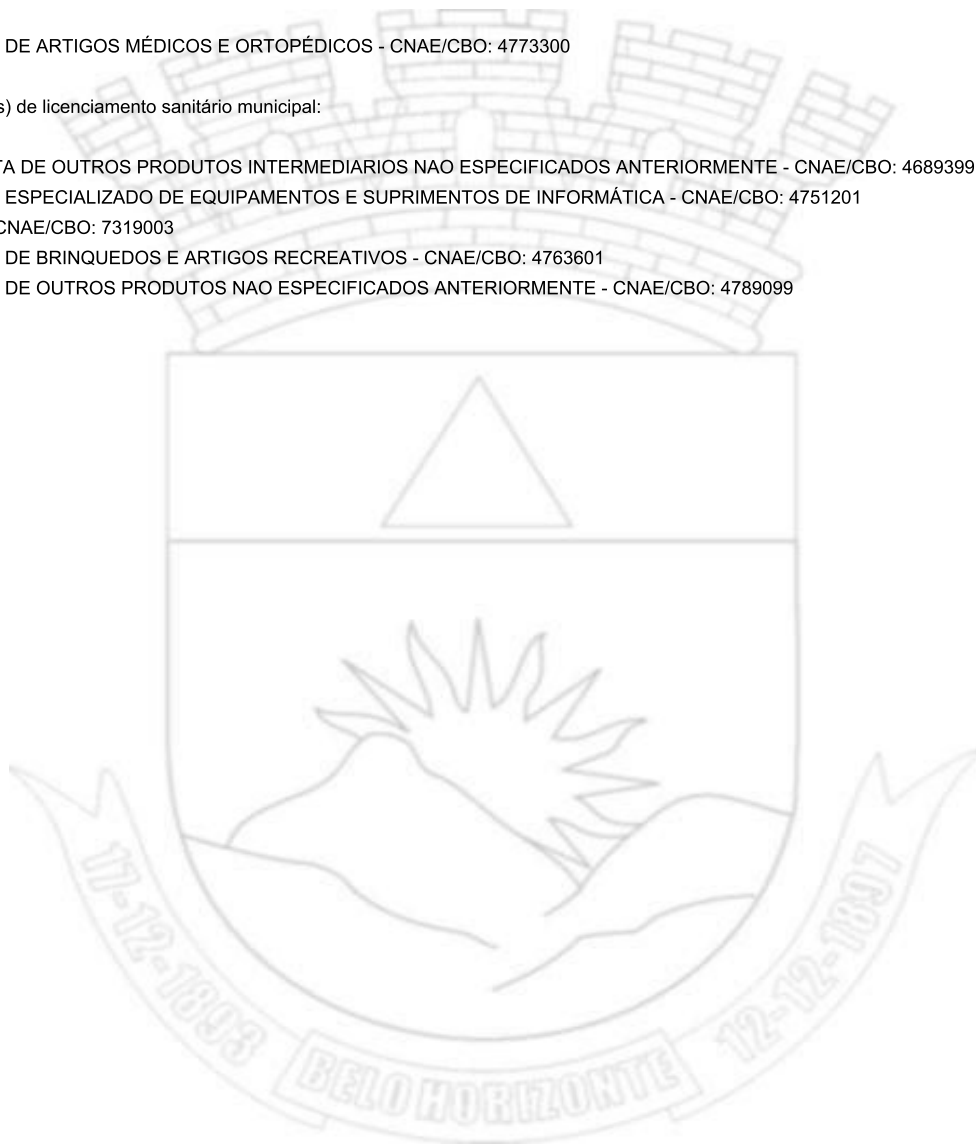 DE ARTIGOS MÉDICOS E ORTOPÉDICOS - CNAE/CBO: 4773300
s) de licenciamento sanitário municipal:
TA DE OUTROS PRODUTOS INTERMEDIARIOS NAO ESPECIFICADOS ANTERIORMENTE - CNAE/CBO: 4689399
ESPECIALIZADO DE EQUIPAMENTOS E SUPRIMENTOS DE INFORMÁTICA - CNAE/CBO: 4751201
CNAE/CBO: 7319003
DE BRINQUEDOS E ARTIGOS RECREATIVOS - CNAE/CBO: 4763601
DE OUTROS PRODUTOS NAO ESPECIFICADOS ANTERIORMENTE - CNAE/CBO: 4789099
17-12-1893
BELO HORIZONTE
12-12-1897